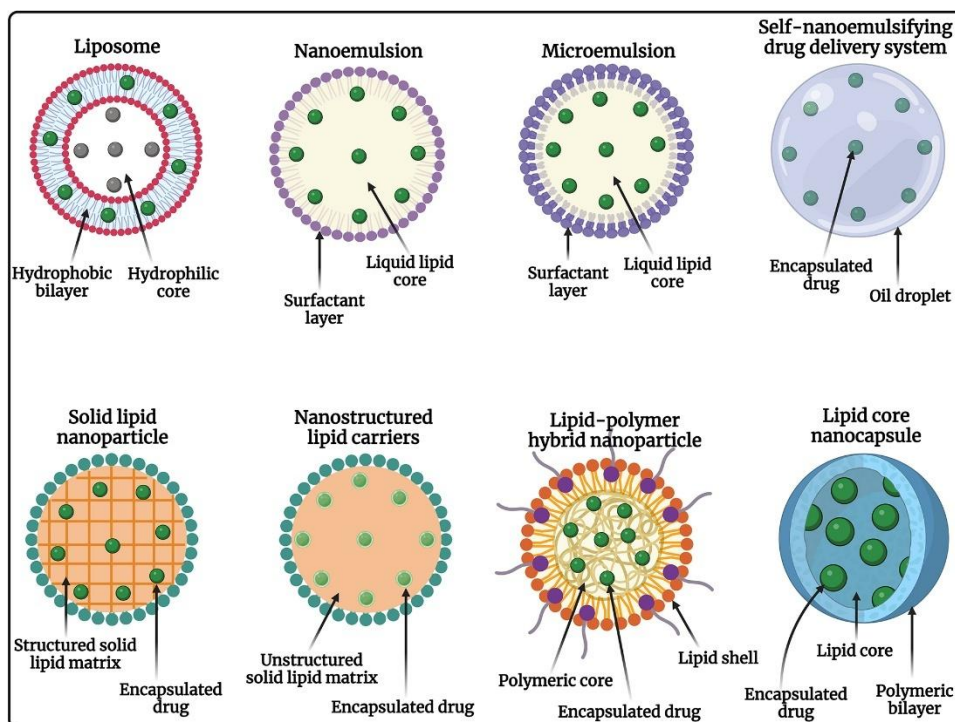 Liposome
Nanoemulsion
Microemulsion
Self-nanoemulsifying
drug delivery system
Hydrophobic
bilayer
Hydrophilic
core
Surfactant
layer
Liquid lipid
core
Surfactant
layer
Liquid lipid
core
Encapsulated
drug
Oil droplet
Solid lipid
nanoparticle
Nanostructured
lipid carriers
Lipid-polymer
hybrid nanoparticle
Lipid core
nanocapsule
Structured solid
lipid matrix
Encapsulated
drug
Unstructured
solid lipid matrix
Encapsulated drug
Polymeric core
Lipid shell
Encapsulated drug
Encapsulated
drug
Lipid core
Polymeric
bilayer